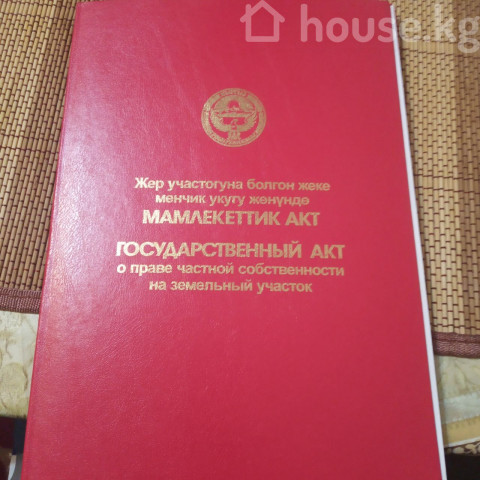 house.kg
Жер участогуна болгон жеке
менчик укугу жөнүндө
МАМЛЕКЕТТИК АКТ
ГОСУДАРСТВЕННЫЙ АКТ
о праве частной собственности
на земельный участок